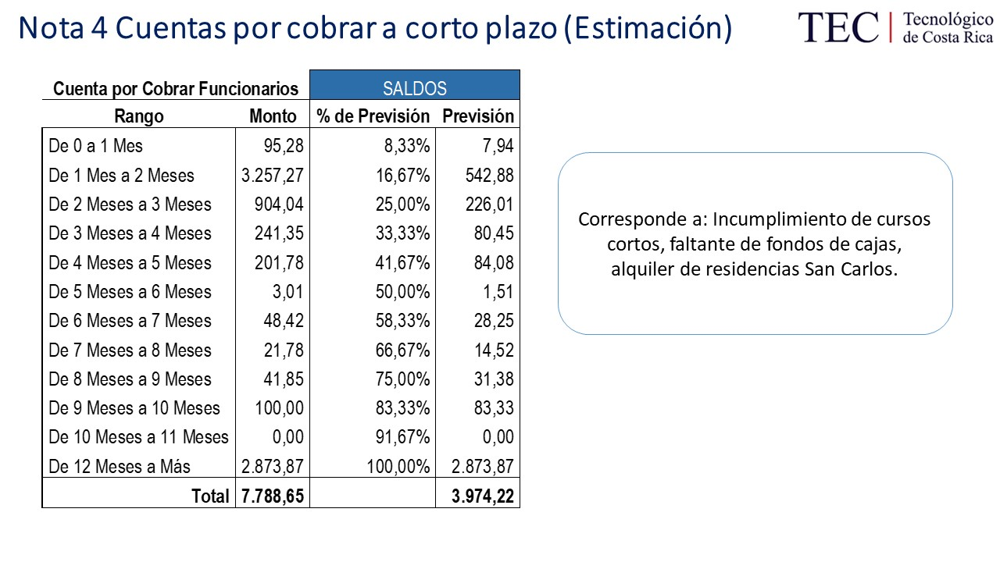 Nota 4 Cuentas por cobrar a corto plazo (Estimación)
TEC | Tecnológico
de Costa Rica
Cuenta por Cobrar Funcionarios SALDOS
Rango Monto % de Previsión Previsión
De 0 a 1 Mes 95,28 8,33% 7,94
De 1 Mes a 2 Meses 3.257,27 16,67% 542,88
De 2 Meses a 3 Meses 904,04 25,00% 226,01
De 3 Meses a 4 Meses 241,35 33,33% 80,45
De 4 Meses a 5 Meses 201,78 41,67% 84,08
De 5 Meses a 6 Meses 3,01 50,00% 1,51
De 6 Meses a 7 Meses 48,42 58,33% 28,25
De 7 Meses a 8 Meses 21,78 66,67% 14,52
De 8 Meses a 9 Meses 41,85 75,00% 31,38
De 9 Meses a 10 Meses 100,00 83,33% 83,33
De 10 Meses a 11 Meses 0,00 91,67% 0,00
De 12 Meses a Más 2.873,87 100,00% 2.873,87
Total 7.788,65 3.974,22
Corresponde a: Incumplimiento de cursos
cortos, faltante de fondos de cajas,
alquiler de residencias San Carlos.